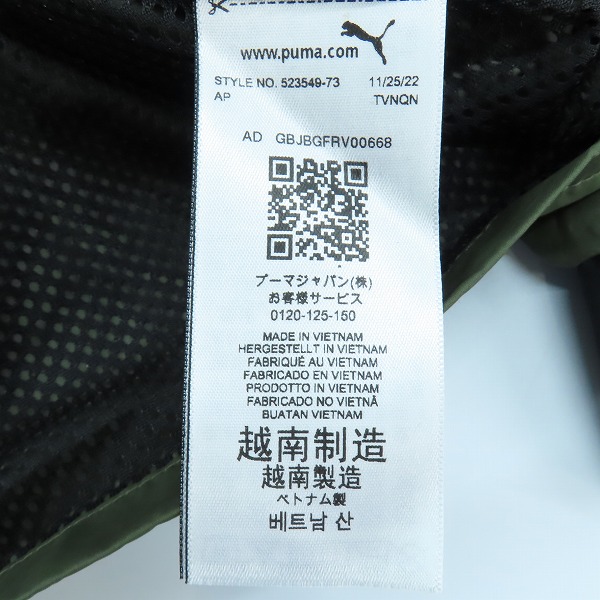 www.puma.com
STYLE NO. 523549-73 11/25/22
AP TVNQN
AD GBJBGFRV00668
プーマジャパン(株)
お客様サービス
0120-125-150
MADE IN VIETNAM
HERGESTELLT IN VIETNAM
FABRIQUÉ AU VIETNAM
FABRICADO EN VIETNAM
PRODOTTO IN VIETNAM
FABRICADO NO VIETNÃ
BUATAN VIETNAM
越南制造
越南製造
ベトナム製
베트남 산